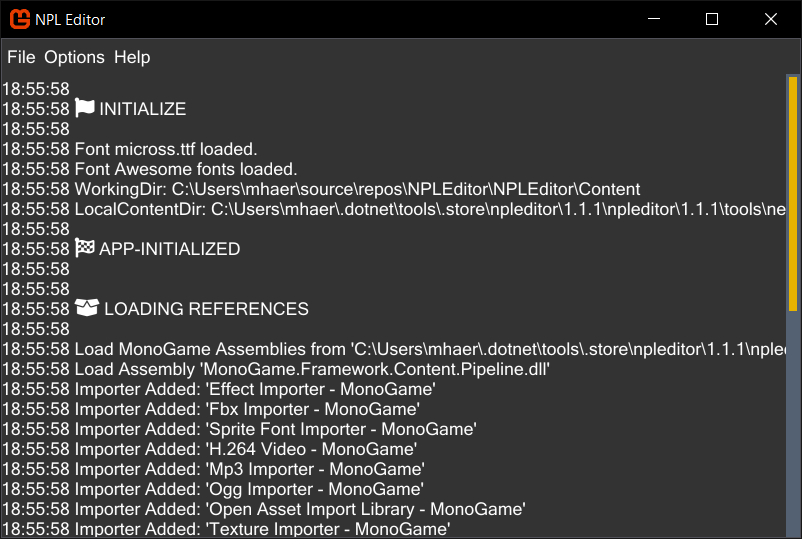 NPL Editor
File Options Help
18:55:58
18:55:58 INITIALIZE
18:55:58
18:55:58 Font micross.ttf loaded.
18:55:58 Font Awesome fonts loaded.
18:55:58 WorkingDir: C:\Users\mhaer\source\repos\NPLEditor\NPLEditor\Content
18:55:58 LocalContentDir: C:\Users\mhaer\.dotnet\tools\.store\npleditor\1.1.1\npleditor\1.1.1\tools\ne
18:55:58
18:55:58 APP-INITIALIZED
18:55:58
18:55:58
18:55:58 LOADING REFERENCES
18:55:58
18:55:58 Load MonoGame Assemblies from 'C:\Users\mhaer\.dotnet\tools\.store\npleditor\1.1.1\nple
18:55:58 Load Assembly 'MonoGame.Framework.Content.Pipeline.dll'
18:55:58 Importer Added: 'Effect Importer - MonoGame'
18:55:58 Importer Added: 'Fbx Importer - MonoGame'
18:55:58 Importer Added: 'Sprite Font Importer - MonoGame'
18:55:58 Importer Added: 'H.264 Video - MonoGame'
18:55:58 Importer Added: 'Mp3 Importer - MonoGame'
18:55:58 Importer Added: 'Ogg Importer - MonoGame'
18:55:58 Importer Added: 'Open Asset Import Library - MonoGame'
18:55:58 Importer Added: 'Texture Importer - MonoGame'